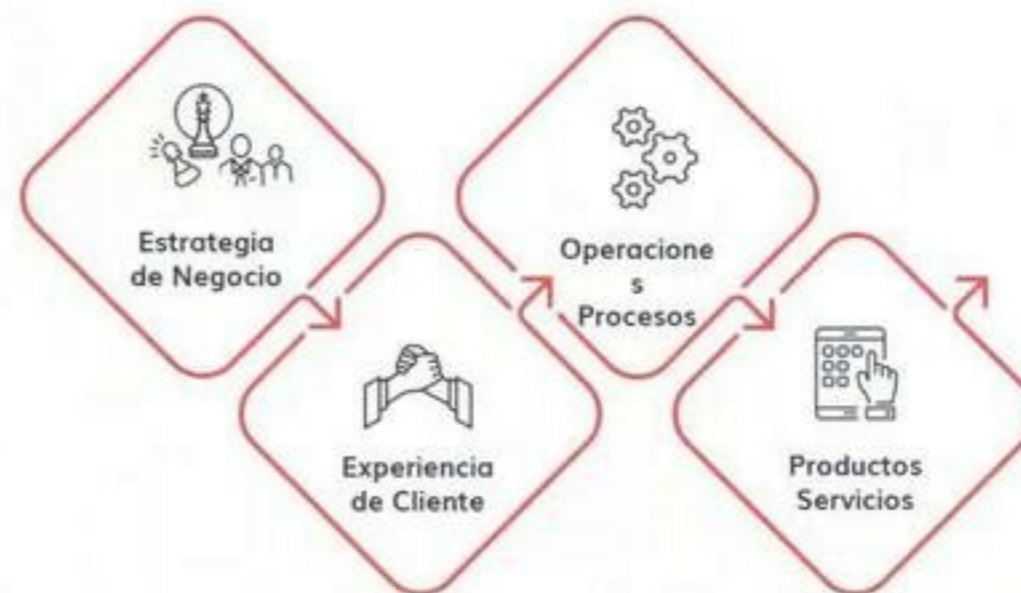 Estrategia
de Negocio
Experiencia
de Cliente
Operacione
s
Procesos
Productos
Servicios